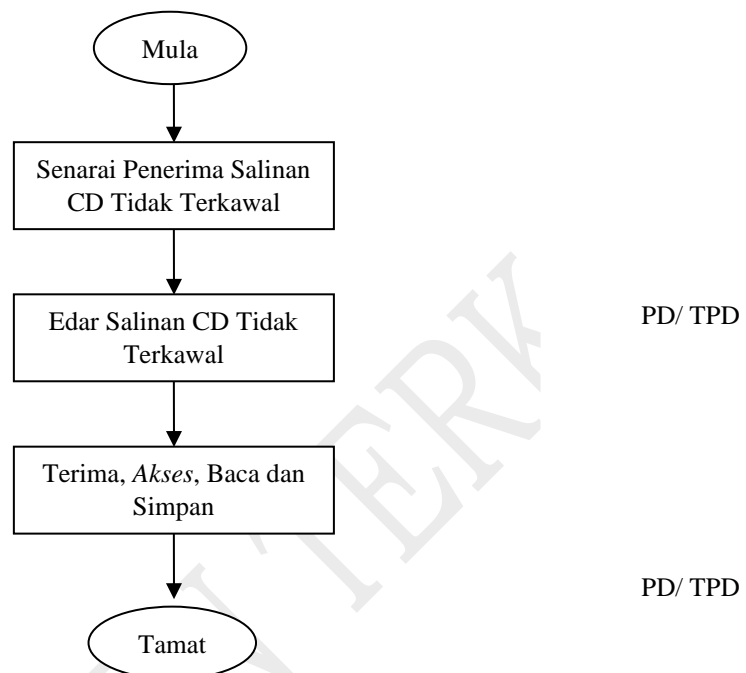 Mula
Senarai Penerima Salinan
CD Tidak Terkawal
Edar Salinan CD Tidak
Terkawal
PD/ TPD
Terima, Akses, Baca dan
Simpan
PD/ TPD
Tamat